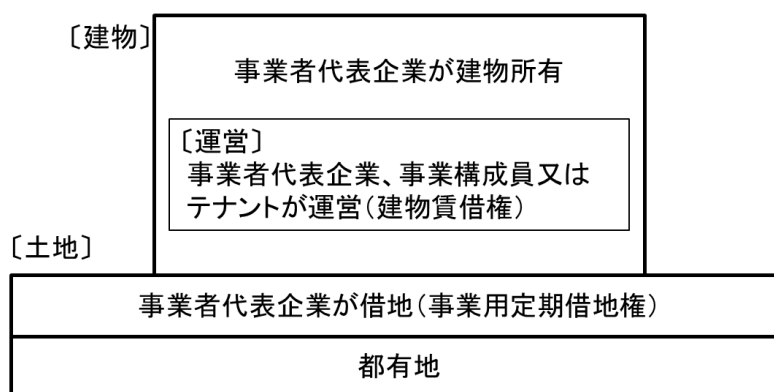 〔建物〕
事業者代表企業が建物所有
〔運営〕
事業者代表企業、事業構成員又は
テナントが運営(建物賃借権)
〔土地〕
事業者代表企業が借地(事業用定期借地権)
都有地